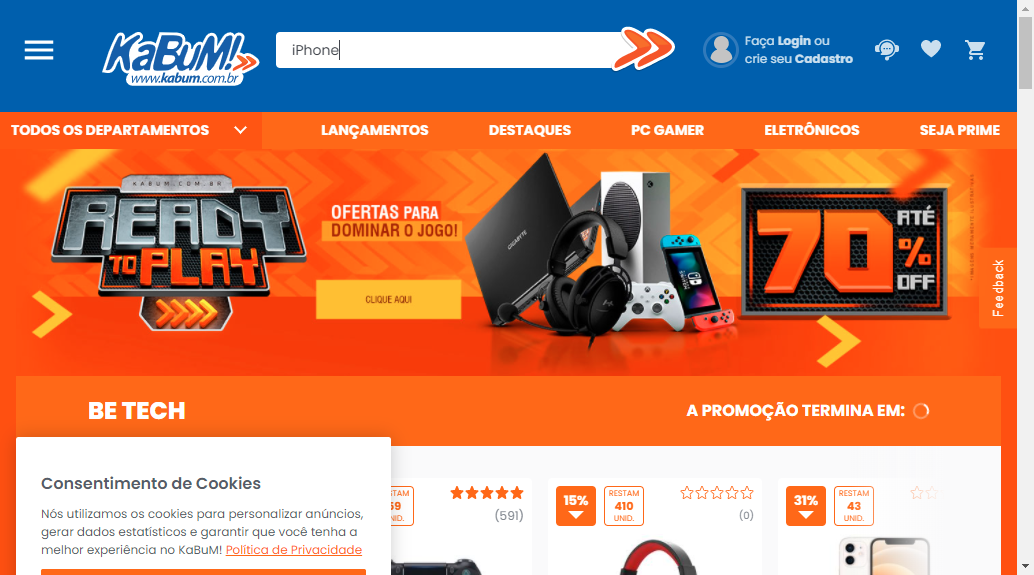 KaBuM!
www.kabum.com.br
iPhone
Faça Login ou
crie seu Cadastro
TODOS OS DEPARTAMENTOS
LANÇAMENTOS
DESTAQUES
PC GAMER
ELETRÔNICOS
SEJA PRIME
KABUM.COM.BR
READY
TO PLAY
OFERTAS PARA
DOMINAR O JOGO!
CLIQUE AQUI
GIGABYTE
ATÉ
70%
OFF
Feedback
BE TECH
A PROMOÇÃO TERMINA EM:
Consentimento de Cookies
Nós utilizamos os cookies para personalizar anúncios,
gerar dados estatísticos e garantir que você tenha a
melhor experiência no KaBuM! Política de Privacidade
(591)
15%
RESTAM
410
UNID.
(0)
31%
RESTAM
43
UNID.